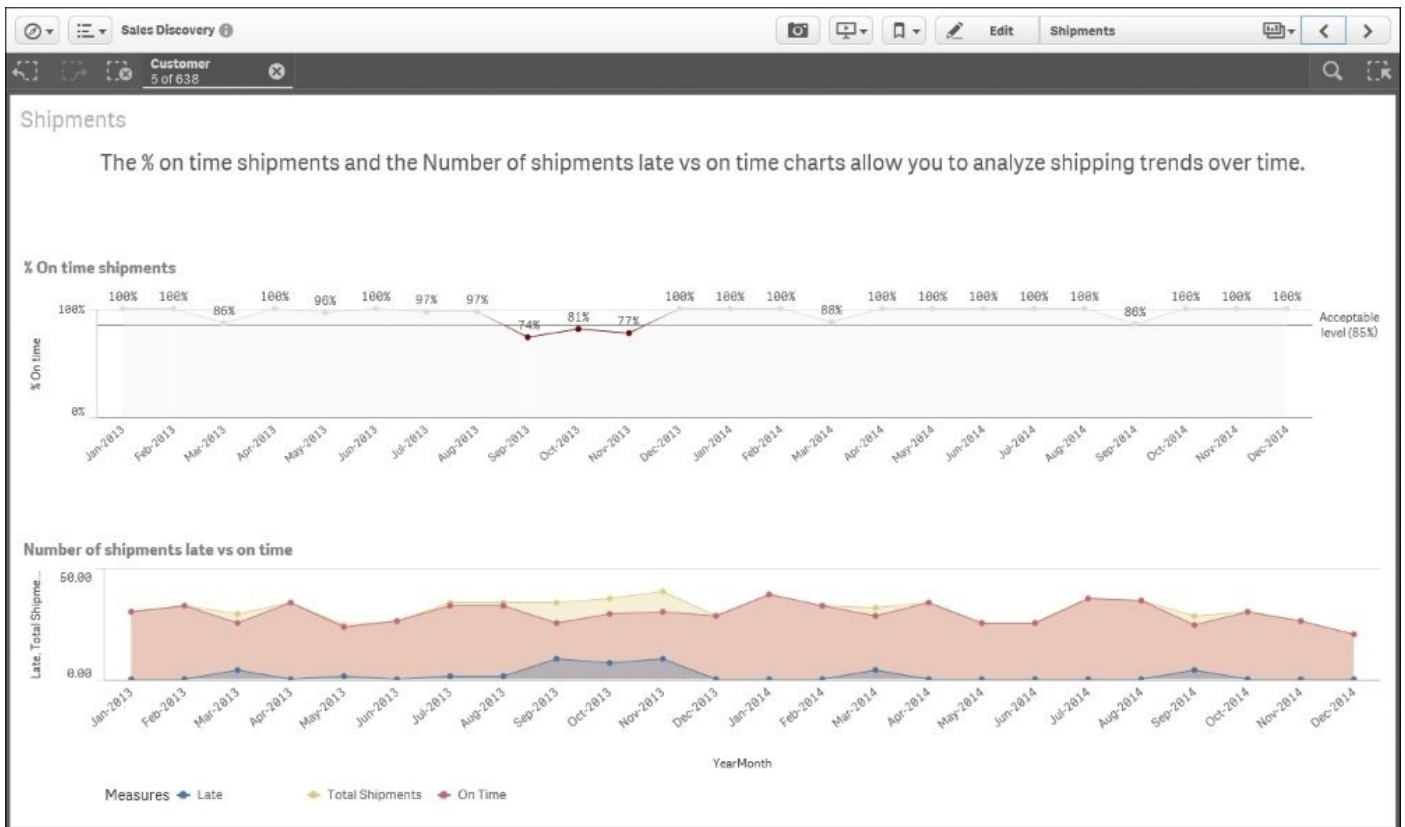 Sales Discovery
Edit
Shipments
Customer
5 of 638
Shipments
The % on time shipments and the Number of shipments late vs on time charts allow you to analyze shipping trends over time.
% On time shipments
100% 100% 86% 100% 96% 100% 97% 97% 74% 81% 77% 100% 100% 100% 88% 100% 100% 100% 100% 100% 86% 100% 100% 100%
100%
Acceptable
level (85%)
% On time
0%
Jan-2013 Feb-2013 Mar-2013 Apr-2013 May-2013 Jun-2013 Jul-2013 Aug-2013 Sep-2013 Oct-2013 Nov-2013 Dec-2013 Jan-2014 Feb-2014 Mar-2014 Apr-2014 May-2014 Jun-2014 Jul-2014 Aug-2014 Sep-2014 Oct-2014 Nov-2014 Dec-2014
Number of shipments late vs on time
50.00
Late, Total Shipme...
0.00
Jan-2013 Feb-2013 Mar-2013 Apr-2013 May-2013 Jun-2013 Jul-2013 Aug-2013 Sep-2013 Oct-2013 Nov-2013 Dec-2013 Jan-2014 Feb-2014 Mar-2014 Apr-2014 May-2014 Jun-2014 Jul-2014 Aug-2014 Sep-2014 Oct-2014 Nov-2014 Dec-2014
YearMonth
Measures Late Total Shipments On Time